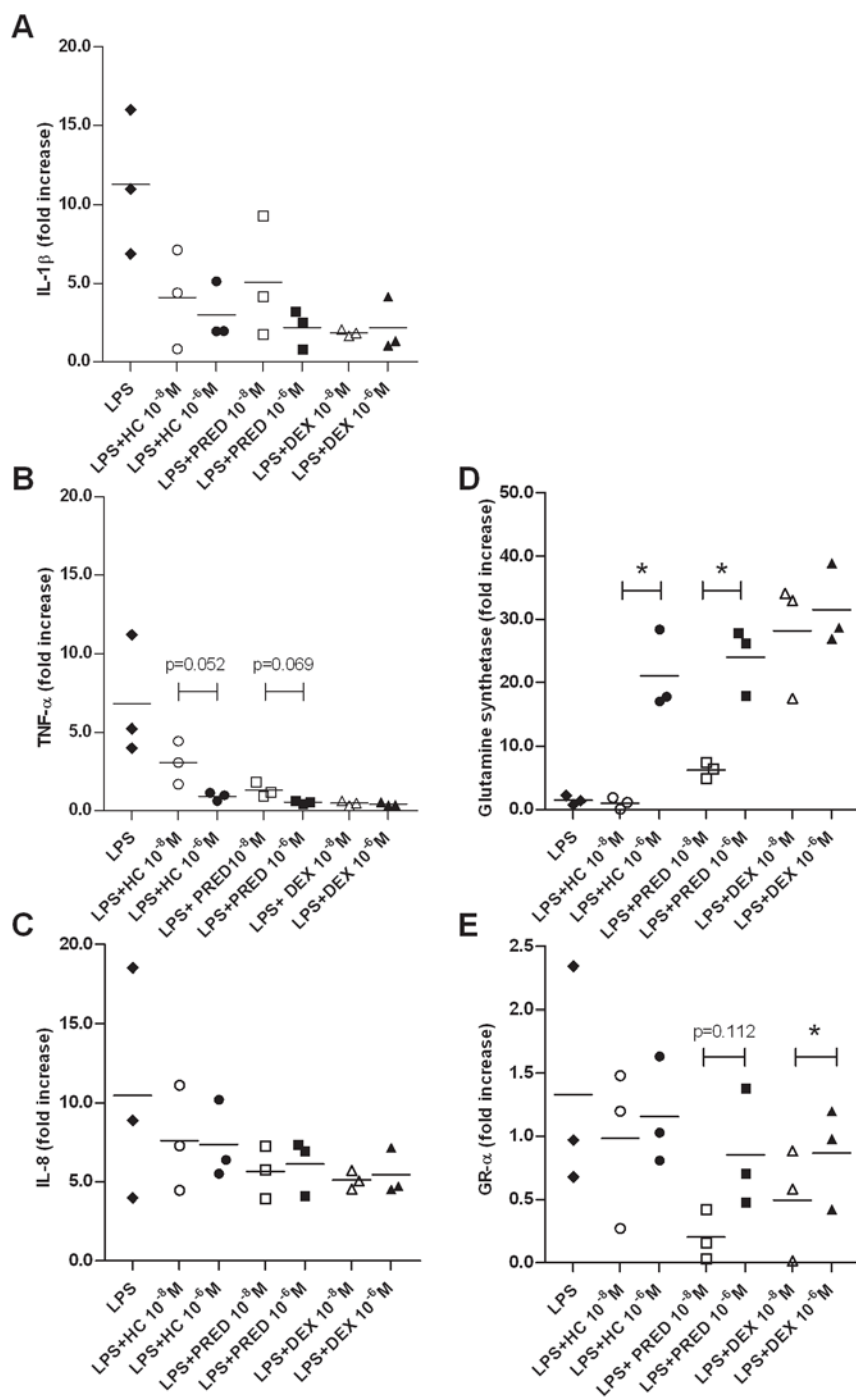 A
20.0
15.0
10.0
5.0
0.0
IL-1β (fold increase)
LPS
LPS+HC 10⁻⁸M
LPS+HC 10⁻⁶M
LPS+PRED 10⁻⁸M
LPS+PRED 10⁻⁶M
LPS+DEX 10⁻⁸M
LPS+DEX 10⁻⁶M
B
20.0
15.0
10.0
5.0
0.0
TNF-α (fold increase)
p=0.052
p=0.069
LPS
LPS+HC 10⁻⁸M
LPS+HC 10⁻⁶M
LPS+ PRED10⁻⁸M
LPS+PRED 10⁻⁶M
LPS+ DEX 10⁻⁸M
LPS+DEX 10⁻⁶M
C
20.0
15.0
10.0
5.0
0.0
IL-8 (fold increase)
LPS
LPS+HC 10⁻⁸M
LPS+HC 10⁻⁶M
LPS+PRED 10⁻⁸M
LPS+PRED 10⁻⁶M
LPS+DEX 10⁻⁸M
LPS+DEX 10⁻⁶M
D
50.0
40.0
30.0
20.0
10.0
0.0
Glutamine synthetase (fold increase)
*
*
LPS
LPS+HC 10⁻⁸M
LPS+HC 10⁻⁶M
LPS+PRED 10⁻⁸M
LPS+PRED 10⁻⁶M
LPS+DEX 10⁻⁸M
LPS+DEX 10⁻⁶M
E
2.5
2.0
1.5
1.0
0.5
0.0
GR-α (fold increase)
p=0.112
*
LPS
LPS+HC 10⁻⁸M
LPS+HC 10⁻⁶M
LPS+ PRED 10⁻⁸M
LPS+PRED 10⁻⁶M
LPS+DEX 10⁻⁸M
LPS+DEX 10⁻⁶M